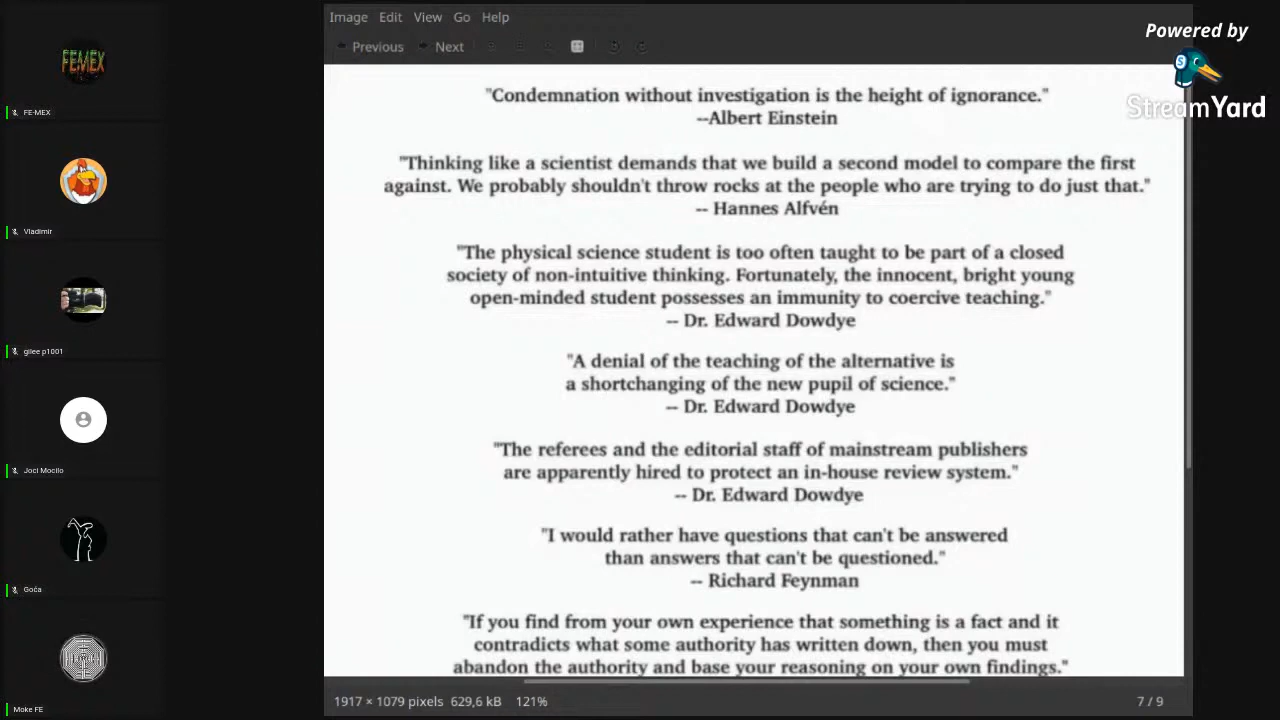 Image Edit View Go Help
Previous Next
Powered by
StreamYard
FEMEX
FE-MEX
Vladimir
gilee p1001
Joci Mocilo
Goča
Moke FE
"Condemnation without investigation is the height of ignorance."
--Albert Einstein
"Thinking like a scientist demands that we build a second model to compare the first
against. We probably shouldn't throw rocks at the people who are trying to do just that."
-- Hannes Alfvén
"The physical science student is too often taught to be part of a closed
society of non-intuitive thinking. Fortunately, the innocent, bright young
open-minded student possesses an immunity to coercive teaching."
-- Dr. Edward Dowdye
"A denial of the teaching of the alternative is
a shortchanging of the new pupil of science."
-- Dr. Edward Dowdye
"The referees and the editorial staff of mainstream publishers
are apparently hired to protect an in-house review system."
-- Dr. Edward Dowdye
"I would rather have questions that can't be answered
than answers that can't be questioned."
-- Richard Feynman
"If you find from your own experience that something is a fact and it
contradicts what some authority has written down, then you must
abandon the authority and base your reasoning on your own findings."
1917 × 1079 pixels 629,6 kB 121%
7 / 9